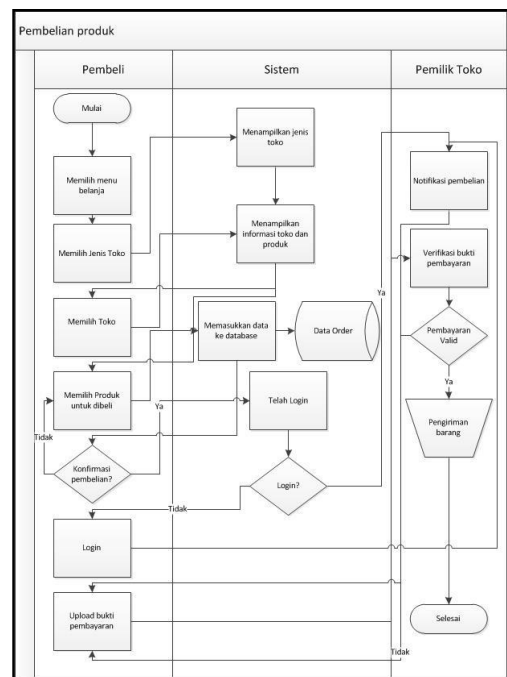 Pembelian produk
Pembeli
Sistem
Pemilik Toko
Mulai
Memilih menu
belanja
Memilih Jenis Toko
Memilih Toko
Memilih Produk
untuk dibeli
Tidak
Ya
Konfirmasi
pembelian?
Login
Upload bukti
pembayaran
Menampilkan jenis
toko
Menampilkan
informasi toko dan
produk
Memasukkan data
ke database
Data Order
Telah Login
Login?
Tidak
Ya
Notifikasi pembelian
Verifikasi bukti
pembayaran
Pembayaran
Valid
Ya
Pengiriman
barang
Selesai
Tidak